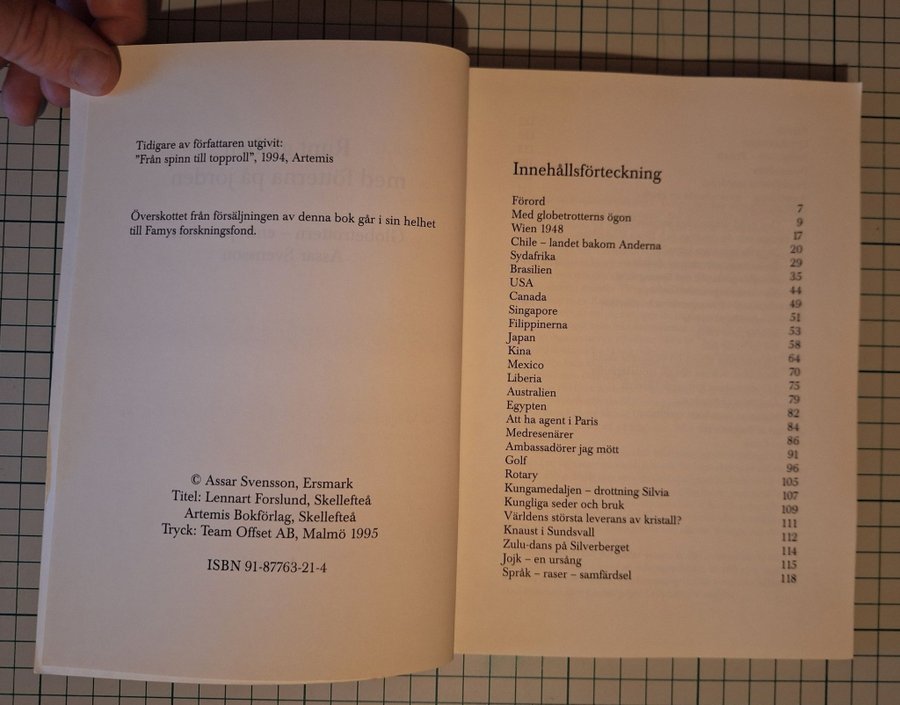 Tidigare av författaren utgivit:
"Från spinn till topproll", 1994, Artemis
Överskottet från försäljningen av denna bok går i sin helhet
till Famys forskningsfond.
© Assar Svensson, Ersmark
Titel: Lennart Forslund, Skellefteå
Artemis Bokförlag, Skellefteå
Tryck: Team Offset AB, Malmö 1995
ISBN 91-87763-21-4
Innehållsförteckning
Förord 7
Med globetrotterns ögon 9
Wien 1948 17
Chile – landet bakom Anderna 20
Sydafrika 29
Brasilien 35
USA 44
Canada 49
Singapore 51
Filippinerna 53
Japan 58
Kina 64
Mexico 70
Liberia 75
Australien 79
Egypten 82
Att ha agent i Paris 84
Medresenärer 86
Ambassadörer jag mött 91
Golf 96
Rotary 105
Kungamedaljen – drottning Silvia 107
Kungliga seder och bruk 109
Världens största leverans av kristall? 111
Knaust i Sundsvall 112
Zulu-dans på Silverberget 114
Jojk – en ursång 115
Språk – raser – samfärdsel 118